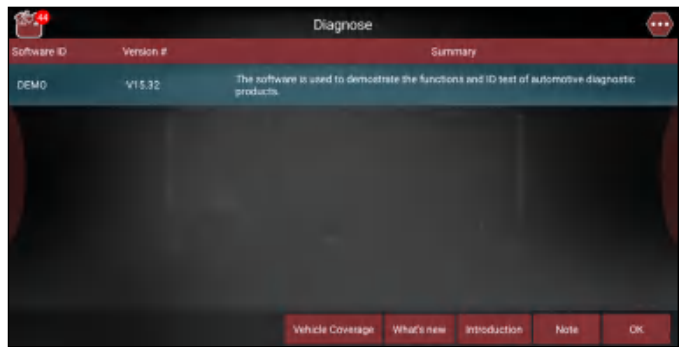 44
Diagnose
Software ID Version # Summary
DEMO V15.32 The software is used to demostrate the functions and ID test of automotive diagnostic
products.
Vehicle Coverage What's new Introduction Note OK